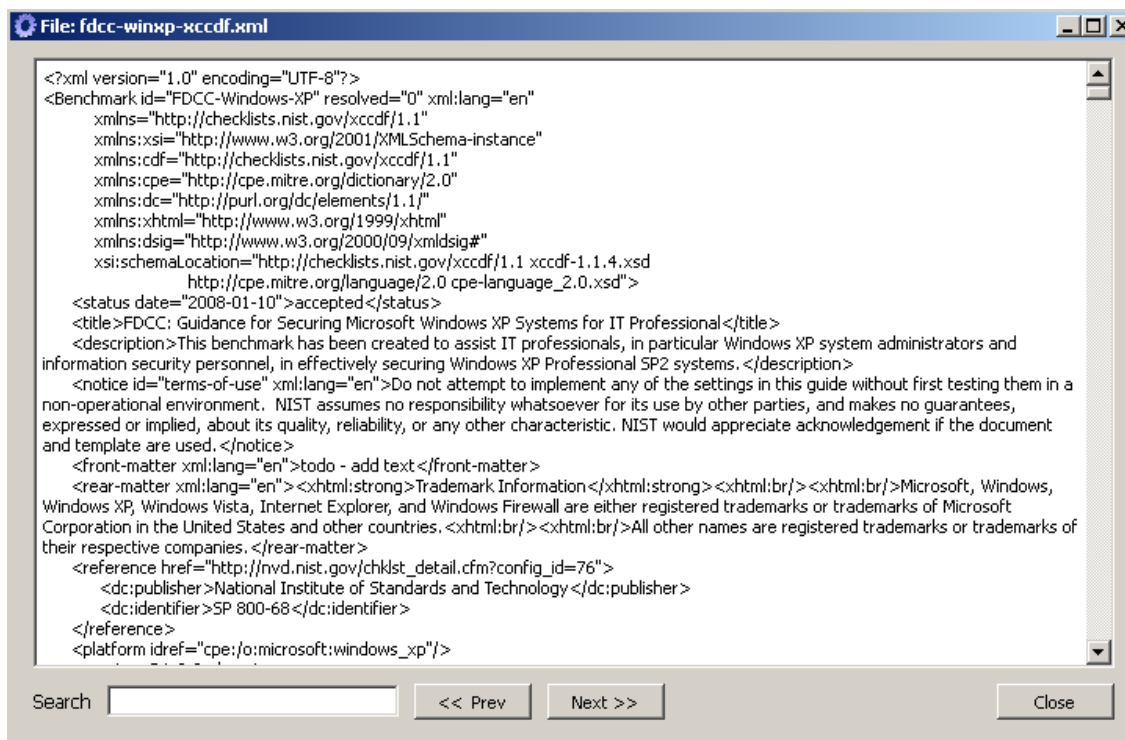 File: fdcc-winxp-xccdf.xml
<?xml version="1.0" encoding="UTF-8"?>
<Benchmark id="FDCC-Windows-XP" resolved="0" xml:lang="en"
xmlns="http://checklists.nist.gov/xccdf/1.1"
xmlns:xsi="http://www.w3.org/2001/XMLSchema-instance"
xmlns:cdf="http://checklists.nist.gov/xccdf/1.1"
xmlns:cpe="http://cpe.mitre.org/dictionary/2.0"
xmlns:dc="http://purl.org/dc/elements/1.1/"
xmlns:xhtml="http://www.w3.org/1999/xhtml"
xmlns:dsig="http://www.w3.org/2000/09/xmldsig#"
xsi:schemaLocation="http://checklists.nist.gov/xccdf/1.1 xccdf-1.1.4.xsd
http://cpe.mitre.org/language/2.0 cpe-language_2.0.xsd">
<status date="2008-01-10">accepted</status>
<title>FDCC: Guidance for Securing Microsoft Windows XP Systems for IT Professional</title>
<description>This benchmark has been created to assist IT professionals, in particular Windows XP system administrators and
information security personnel, in effectively securing Windows XP Professional SP2 systems.</description>
<notice id="terms-of-use" xml:lang="en">Do not attempt to implement any of the settings in this guide without first testing them in a
non-operational environment.  NIST assumes no responsibility whatsoever for its use by other parties, and makes no guarantees,
expressed or implied, about its quality, reliability, or any other characteristic. NIST would appreciate acknowledgement if the document
and template are used.</notice>
<front-matter xml:lang="en">todo - add text</front-matter>
<rear-matter xml:lang="en"><xhtml:strong>Trademark Information</xhtml:strong><xhtml:br/><xhtml:br/>Microsoft, Windows,
Windows XP, Windows Vista, Internet Explorer, and Windows Firewall are either registered trademarks or trademarks of Microsoft
Corporation in the United States and other countries.<xhtml:br/><xhtml:br/>All other names are registered trademarks or trademarks of
their respective companies.</rear-matter>
<reference href="http://nvd.nist.gov/chklst_detail.cfm?config_id=76">
<dc:publisher>National Institute of Standards and Technology</dc:publisher>
<dc:identifier>SP 800-68</dc:identifier>
</reference>
<platform idref="cpe:/o:microsoft:windows_xp"/>
Search
<< Prev
Next >>
Close